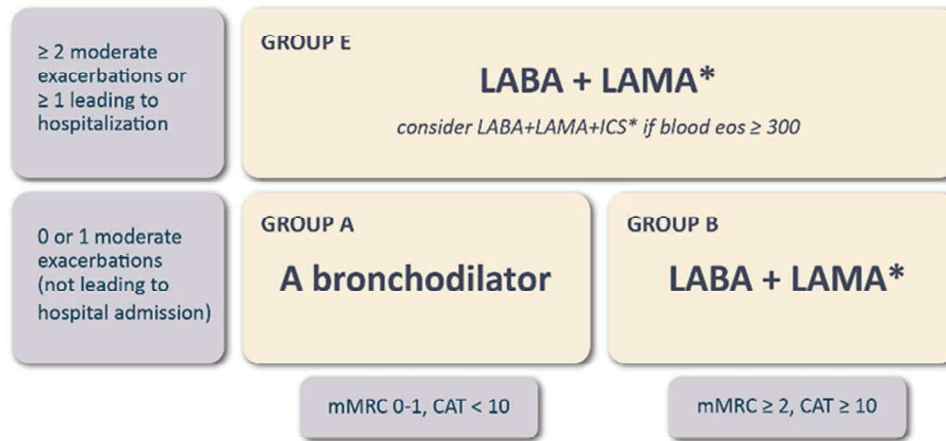 ≥ 2 moderate
exacerbations or
≥ 1 leading to
hospitalization
GROUP E
LABA + LAMA*
consider LABA+LAMA+ICS* if blood eos ≥ 300
0 or 1 moderate
exacerbations
(not leading to
hospital admission)
GROUP A
A bronchodilator
GROUP B
LABA + LAMA*
mMRC 0-1, CAT < 10
mMRC ≥ 2, CAT ≥ 10